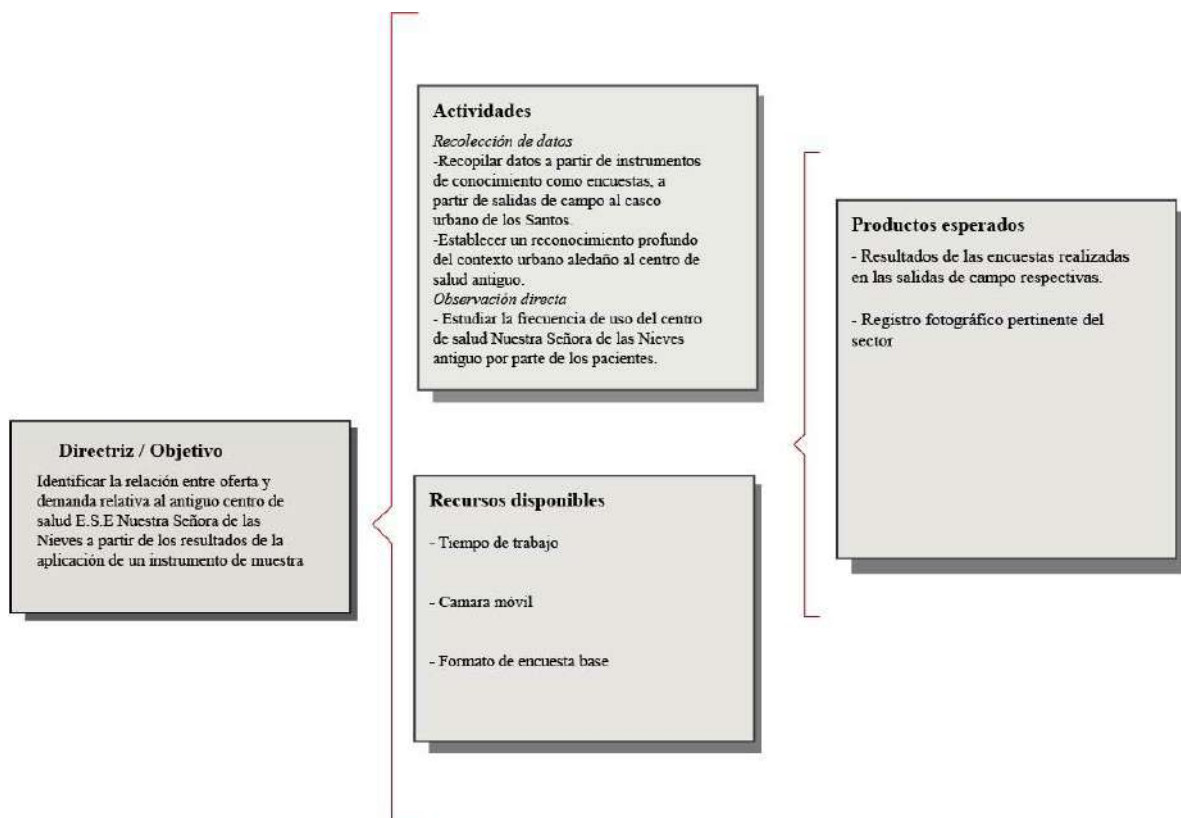 Directriz / Objetivo
Identificar la relación entre oferta y
demanda relativa al antiguo centro de
salud E.S.E Nuestra Señora de las
Nieves a partir de los resultados de la
aplicación de un instrumento de muestra
Actividades
Recolección de datos
-Recopilar datos a partir de instrumentos
de conocimiento como encuestas, a
partir de salidas de campo al casco
urbano de los Santos.
-Establecer un reconocimiento profundo
del contexto urbano aledaño al centro de
salud antiguo.
Observación directa
- Estudiar la frecuencia de uso del centro
de salud Nuestra Señora de las Nieves
antiguo por parte de los pacientes.
Recursos disponibles
- Tiempo de trabajo
- Camara móvil
- Formato de encuesta base
Productos esperados
- Resultados de las encuestas realizadas
en las salidas de campo respectivas.
- Registro fotográfico pertinente del
sector